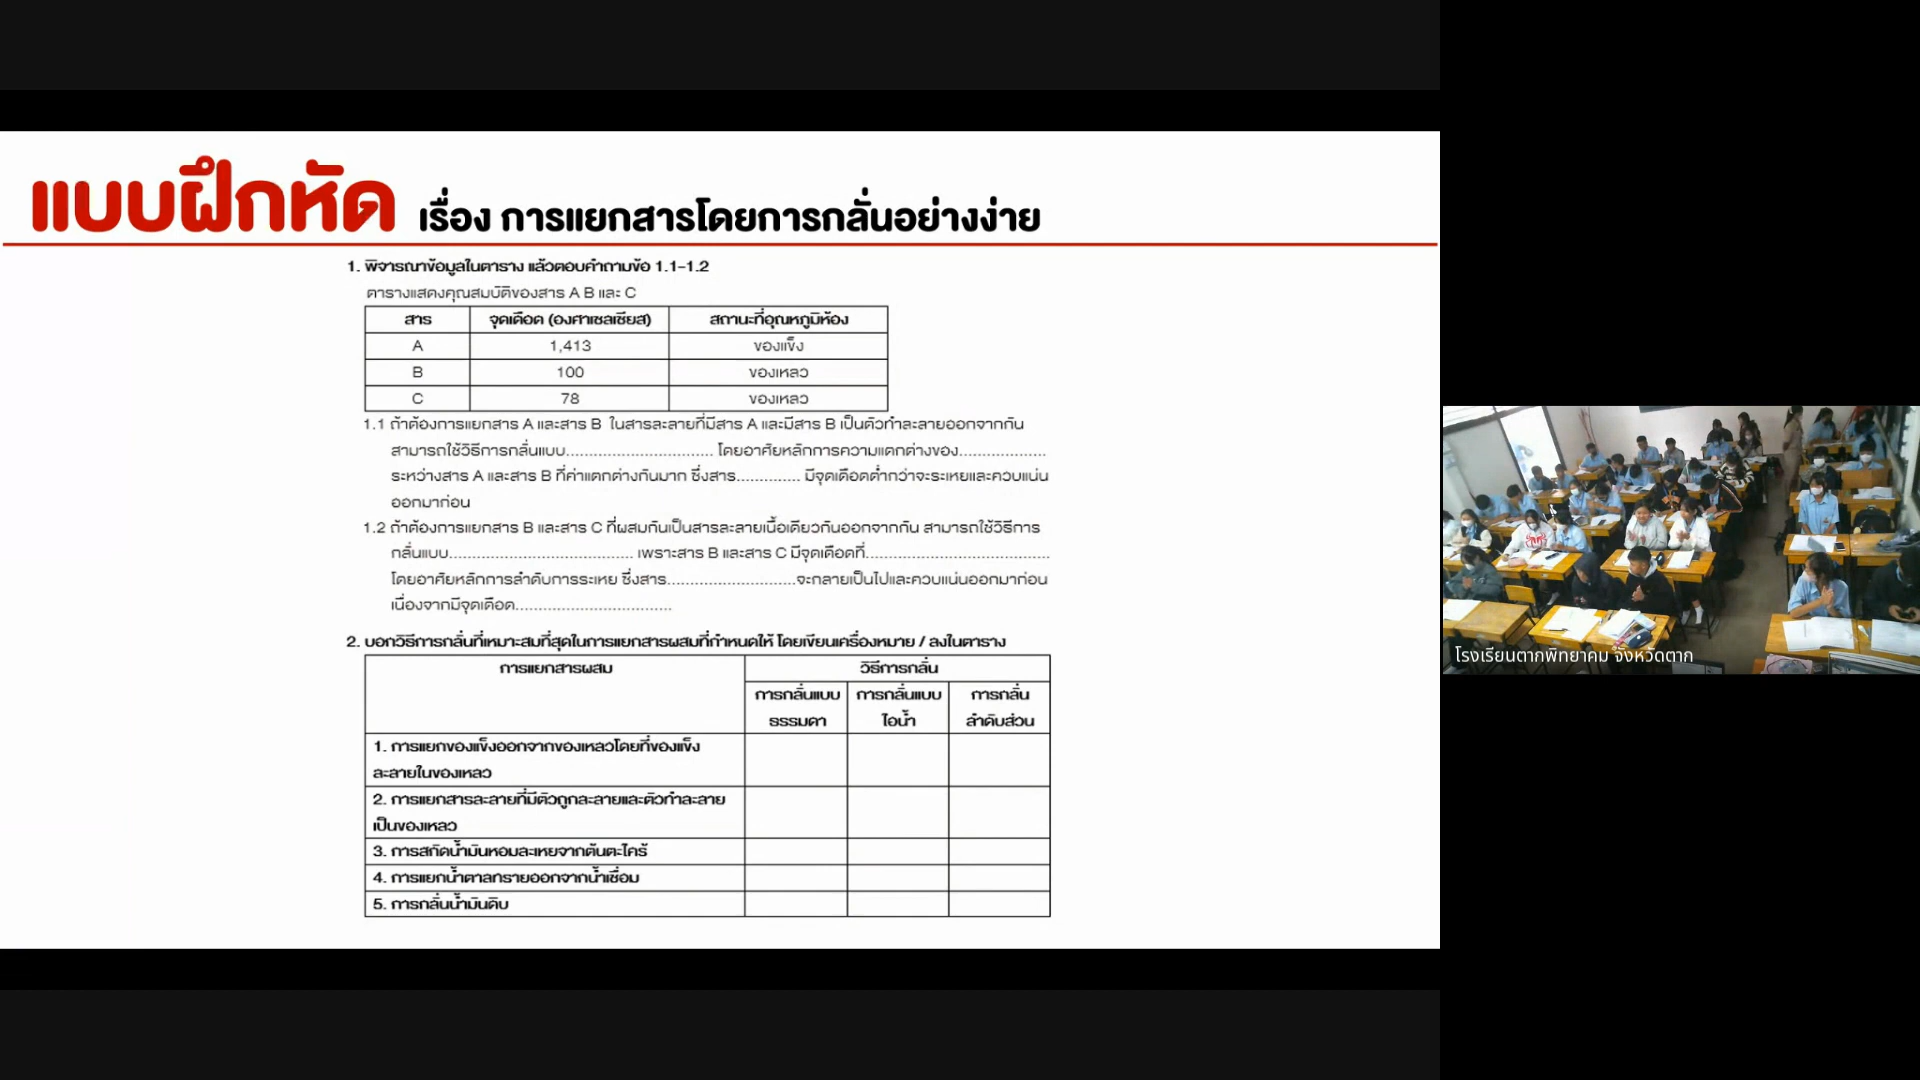 แบบฝึกหัด เรื่อง การแยกสารโดยการกลั่นอย่างง่าย
1. พิจารณาข้อมูลในตาราง แล้วตอบคำถามข้อ 1.1-1.2
ตารางแสดงคุณสมบัติของสาร A B และ C
สาร จุดเดือด (องศาเซลเซียส) สถานะที่อุณหภูมิห้อง
A 1,413 ของแข็ง
B 100 ของเหลว
C 78 ของเหลว
1.1 ถ้าต้องการแยกสาร A และสาร B ในสารละลายที่มีสาร A และมีสาร B เป็นตัวทำละลายออกจากกัน
สามารถใช้วิธีการกลั่นแบบ.................................. โดยอาศัยหลักการความแตกต่างของ....................
ระหว่างสาร A และสาร B ที่ค่าแตกต่างกันมาก ซึ่งสาร.............. มีจุดเดือดต่ำกว่าจะระเหยและควบแน่น
ออกมาก่อน
1.2 ถ้าต้องการแยกสาร B และสาร C ที่ผสมกันเป็นสารละลายเนื้อเดียวกันออกจากกัน สามารถใช้วิธีการ
กลั่นแบบ.......................................... เพราะสาร B และสาร C มีจุดเดือดที่..........................................
โดยอาศัยหลักการลำดับการระเหย ซึ่งสาร.............................จะกลายเป็นไปและควบแน่นออกมาก่อน
เนื่องจากมีจุดเดือด....................................
2. บอกวิธีการกลั่นที่เหมาะสมที่สุดในการแยกสารผสมที่กำหนดให้ โดยเขียนเครื่องหมาย / ลงในตาราง
การแยกสารผสม วิธีการกลั่น
การกลั่นแบบ การกลั่นแบบ การกลั่น
ธรรมดา ไอน้ำ ลำดับส่วน
1. การแยกของแข็งออกจากของเหลวโดยที่ของแข็ง
ละลายในของเหลว
2. การแยกสารละลายที่มีตัวถูกละลายและตัวทำละลาย
เป็นของเหลว
3. การสกัดน้ำมันหอมละเหยจากต้นตะไคร้
4. การแยกน้ำตาลทรายออกจากน้ำเชื่อม
5. การกลั่นน้ำมันดิบ
โรงเรียนตากพิทยาคม จังหวัดตาก